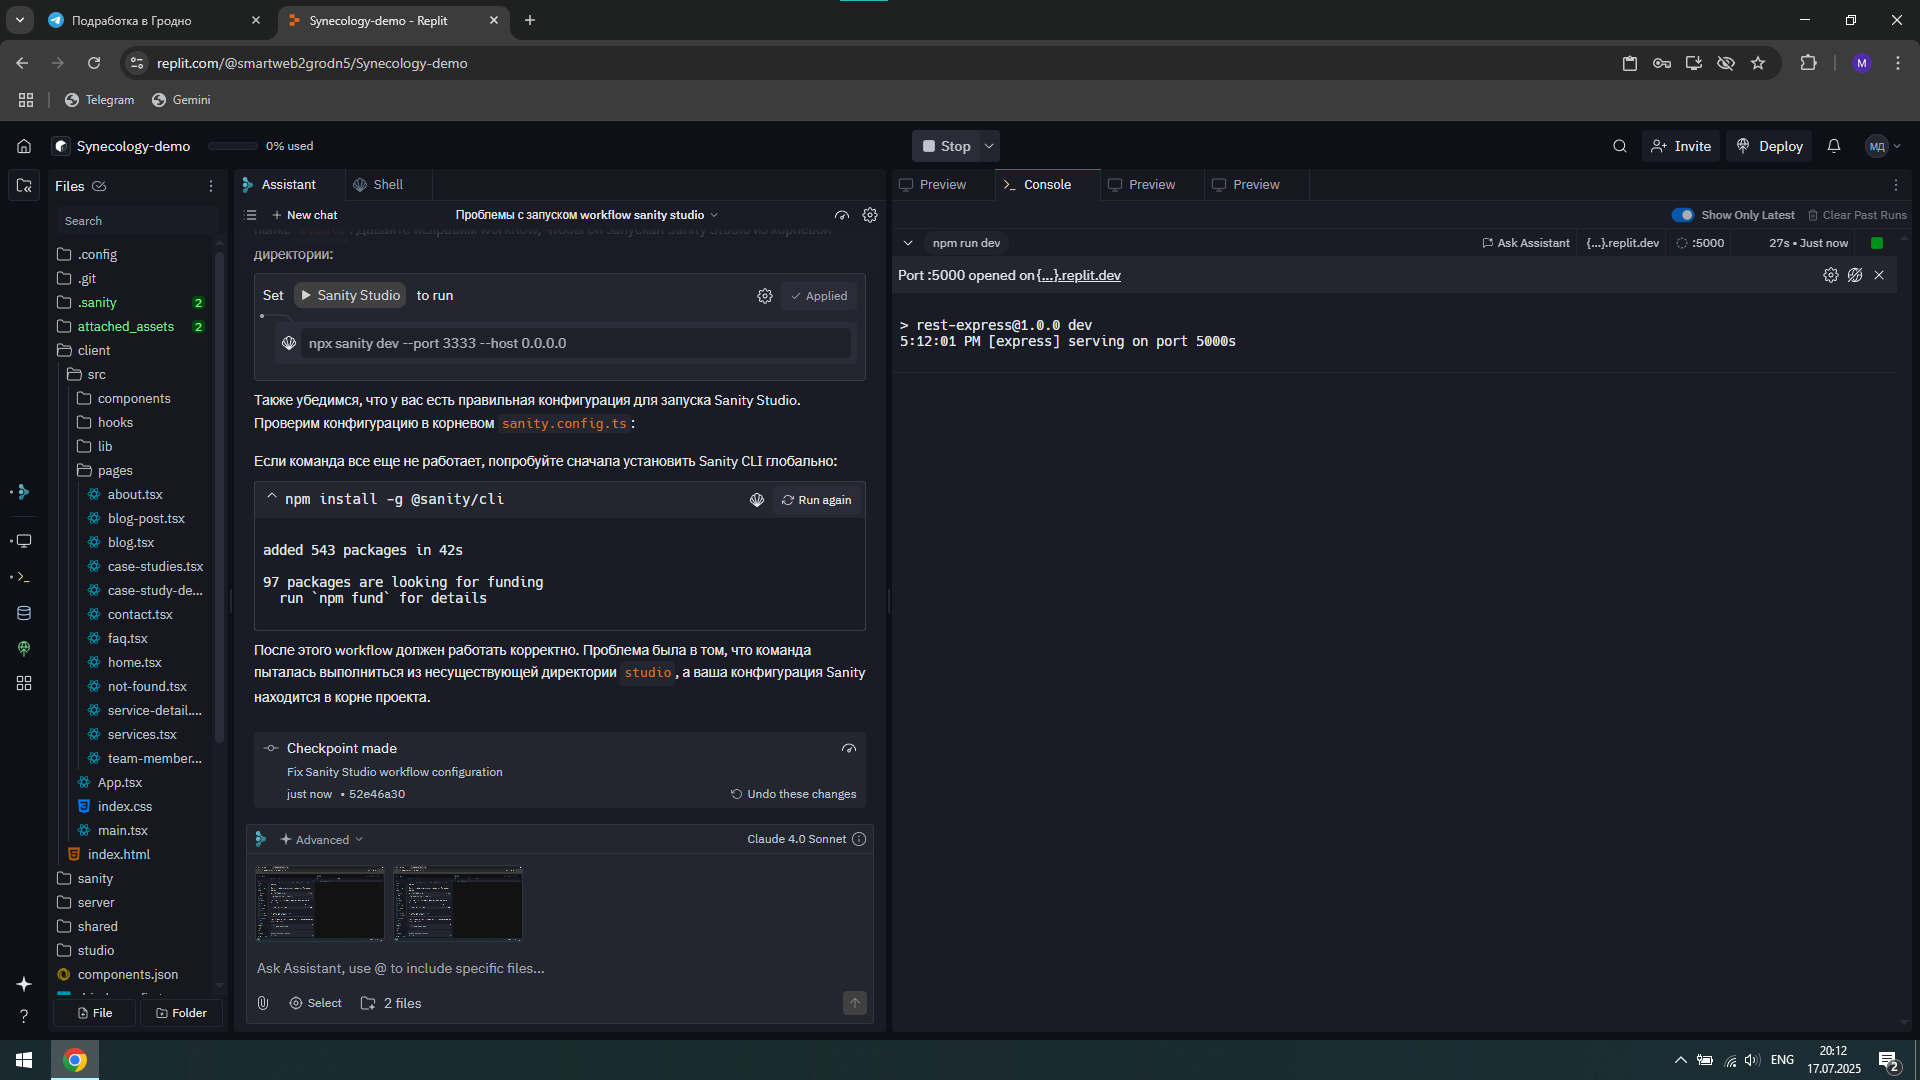 Подработка в Гродно
Synecology-demo - Replit
replit.com/@smartweb2grodn5/Synecology-demo
M
Telegram
Gemini
Synecology-demo
0% used
Stop
Invite
Deploy
МД
Files
Search
.config
.git
.sanity 2
attached_assets 2
client
src
components
hooks
lib
pages
about.tsx
blog-post.tsx
blog.tsx
case-studies.tsx
case-study-de...
contact.tsx
faq.tsx
home.tsx
not-found.tsx
service-detail....
services.tsx
team-member...
App.tsx
index.css
main.tsx
index.html
sanity
server
shared
studio
components.json
File
Folder
Assistant
Shell
New chat
Проблемы с запуском workflow sanity studio
директории:
Set Sanity Studio to run
Applied
npx sanity dev --port 3333 --host 0.0.0.0
Также убедимся, что у вас есть правильная конфигурация для запуска Sanity Studio.
Проверим конфигурацию в корневом sanity.config.ts :
Если команда все еще не работает, попробуйте сначала установить Sanity CLI глобально:
npm install -g @sanity/cli
Run again
added 543 packages in 42s
97 packages are looking for funding
run `npm fund` for details
После этого workflow должен работать корректно. Проблема была в том, что команда
пыталась выполниться из несуществующей директории studio , а ваша конфигурация Sanity
находится в корне проекта.
Checkpoint made
Fix Sanity Studio workflow configuration
just now • 52e46a30
Undo these changes
Advanced
Claude 4.0 Sonnet
Ask Assistant, use @ to include specific files...
Select
2 files
Preview
Console
Preview
Preview
Show Only Latest
Clear Past Runs
npm run dev
Ask Assistant
{...}.replit.dev
:5000
27s • Just now
Port :5000 opened on {...}.replit.dev
> rest-express@1.0.0 dev
5:12:01 PM [express] serving on port 5000s
ENG
20:12
17.07.2025
2